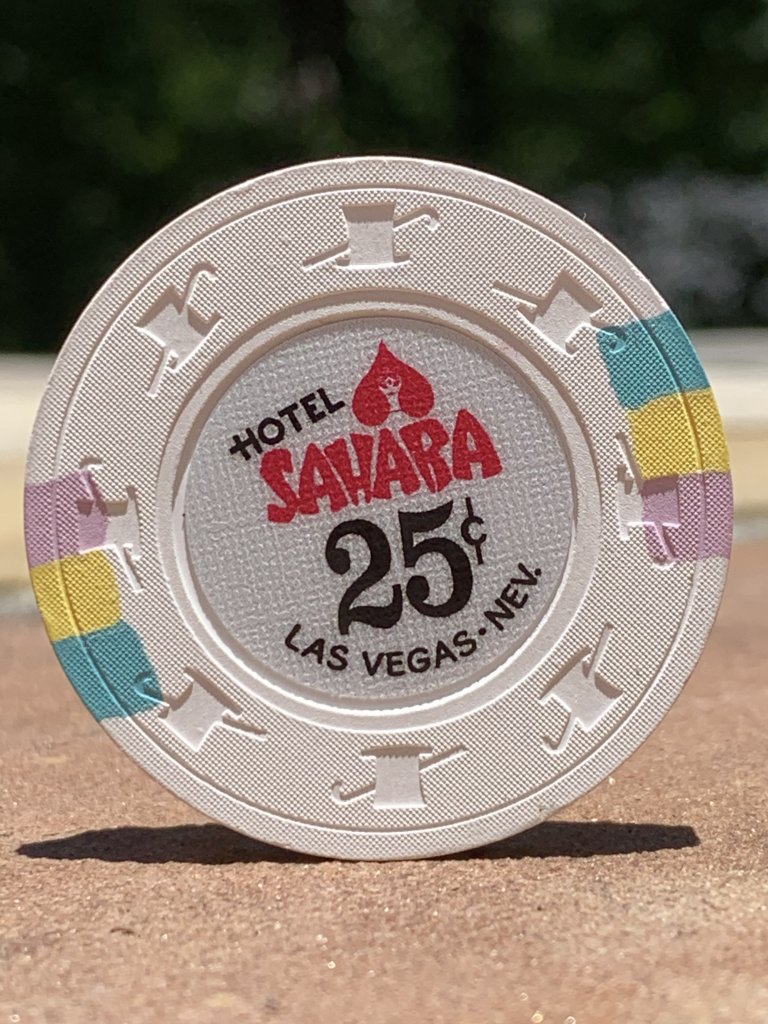 HOTEL
SAHARA
25¢
LAS VEGAS · NEV.